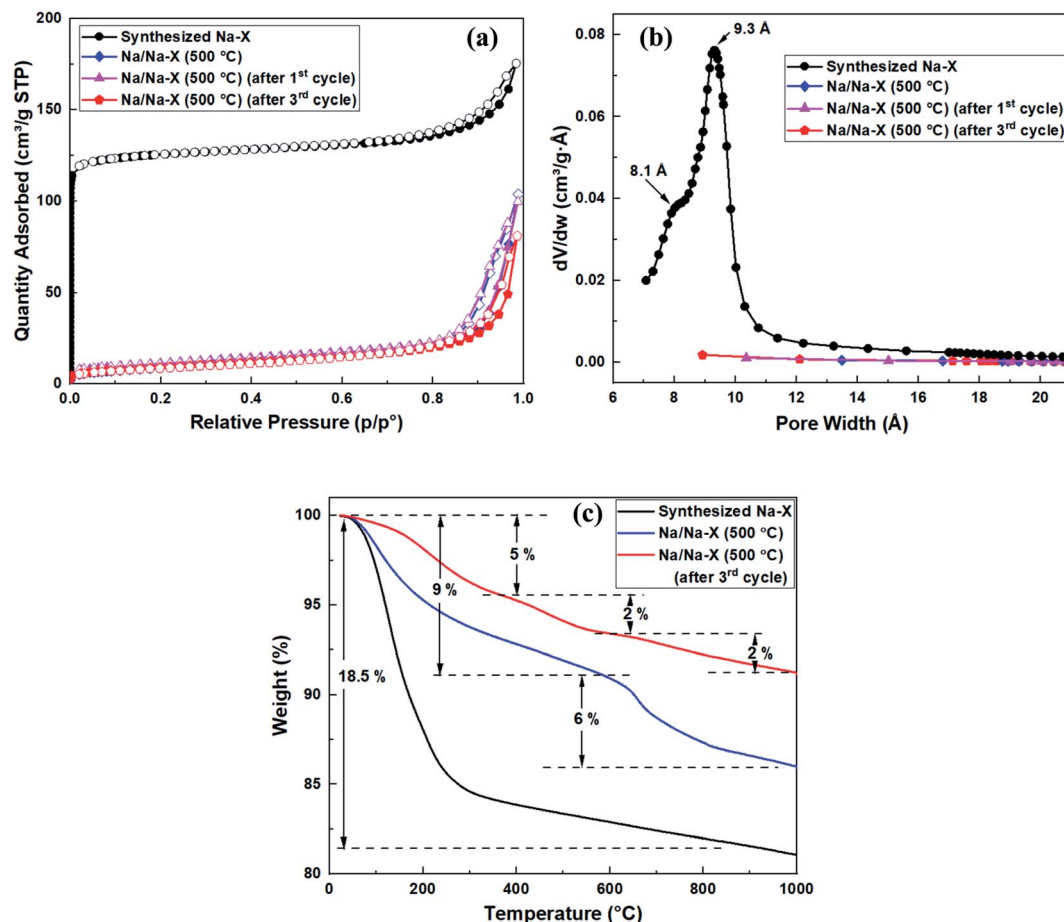 (a)
Synthesized Na-X
Na/Na-X (500 °C)
Na/Na-X (500 °C) (after 1st cycle)
Na/Na-X (500 °C) (after 3rd cycle)
200
150
100
50
0
0.0 0.2 0.4 0.6 0.8 1.0
Quantity Adsorbed (cm³/g STP)
Relative Pressure (p/p°)
(b)
9.3 Å
8.1 Å
Synthesized Na-X
Na/Na-X (500 °C)
Na/Na-X (500 °C) (after 1st cycle)
Na/Na-X (500 °C) (after 3rd cycle)
0.08
0.06
0.04
0.02
0.00
6 8 10 12 14 16 18 20
dV/dw (cm³/g·Å)
Pore Width (Å)
(c)
Synthesized Na-X
Na/Na-X (500 °C)
Na/Na-X (500 °C)
(after 3rd cycle)
100
95
90
85
80
5 %
9 %
2 %
2 %
18.5 %
6 %
0 200 400 600 800 1000
Weight (%)
Temperature (°C)